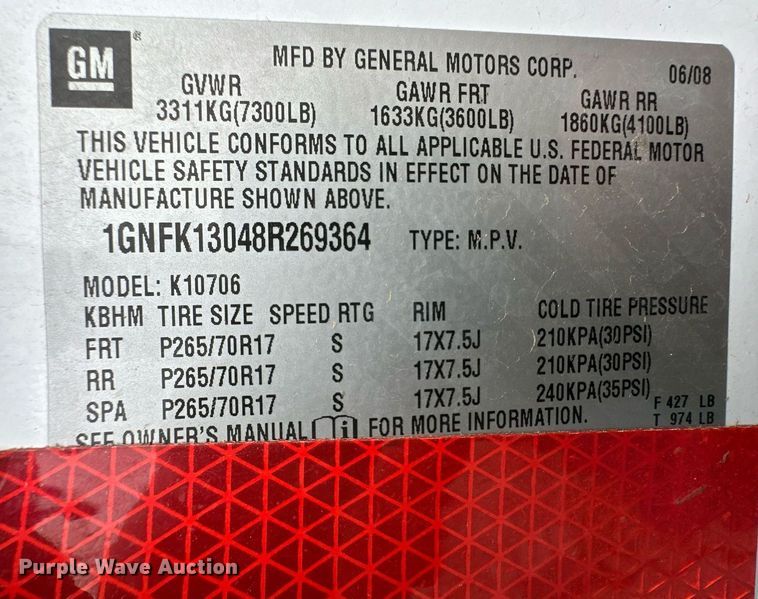 GM ®
MFD BY GENERAL MOTORS CORP. 06/08
GVWR GAWR FRT GAWR RR
3311KG(7300LB) 1633KG(3600LB) 1860KG(4100LB)
THIS VEHICLE CONFORMS TO ALL APPLICABLE U.S. FEDERAL MOTOR
VEHICLE SAFETY STANDARDS IN EFFECT ON THE DATE OF
MANUFACTURE SHOWN ABOVE.
1GNFK13048R269364 TYPE: M.P.V.
MODEL: K10706
KBHM TIRE SIZE SPEED RTG RIM COLD TIRE PRESSURE
FRT P265/70R17 S 17X7.5J 210KPA(30PSI)
RR P265/70R17 S 17X7.5J 210KPA(30PSI)
SPA P265/70R17 S 17X7.5J 240KPA(35PSI)
F 427 LB
T 974 LB
SEE OWNER'S MANUAL i FOR MORE INFORMATION.
Purple Wave Auction